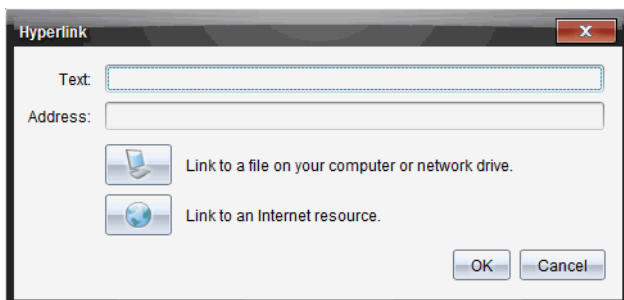 Hyperlink
Text:
Address:
Link to a file on your computer or network drive.
Link to an Internet resource.
OK Cancel